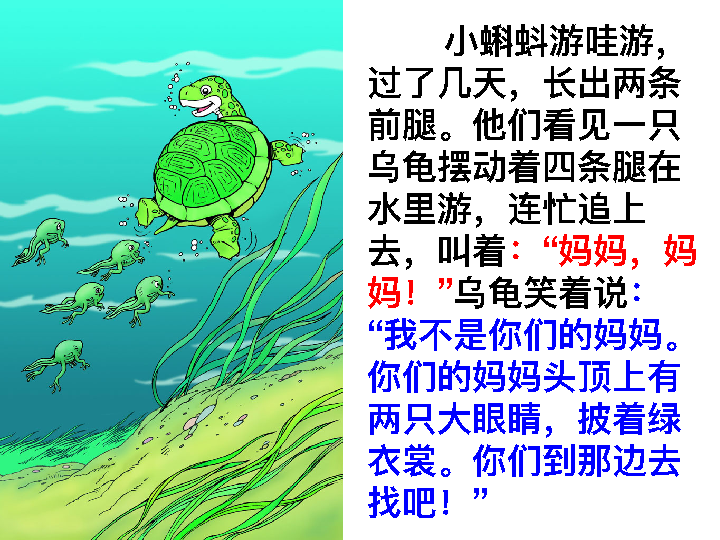 小蝌蚪游哇游，
过了几天，长出两条
前腿。他们看见一只
乌龟摆动着四条腿在
水里游，连忙追上
去，叫着：“妈妈，妈
妈！”乌龟笑着说：
“我不是你们的妈妈。
你们的妈妈头顶上有
两只大眼睛，披着绿
衣裳。你们到那边去
找吧！”